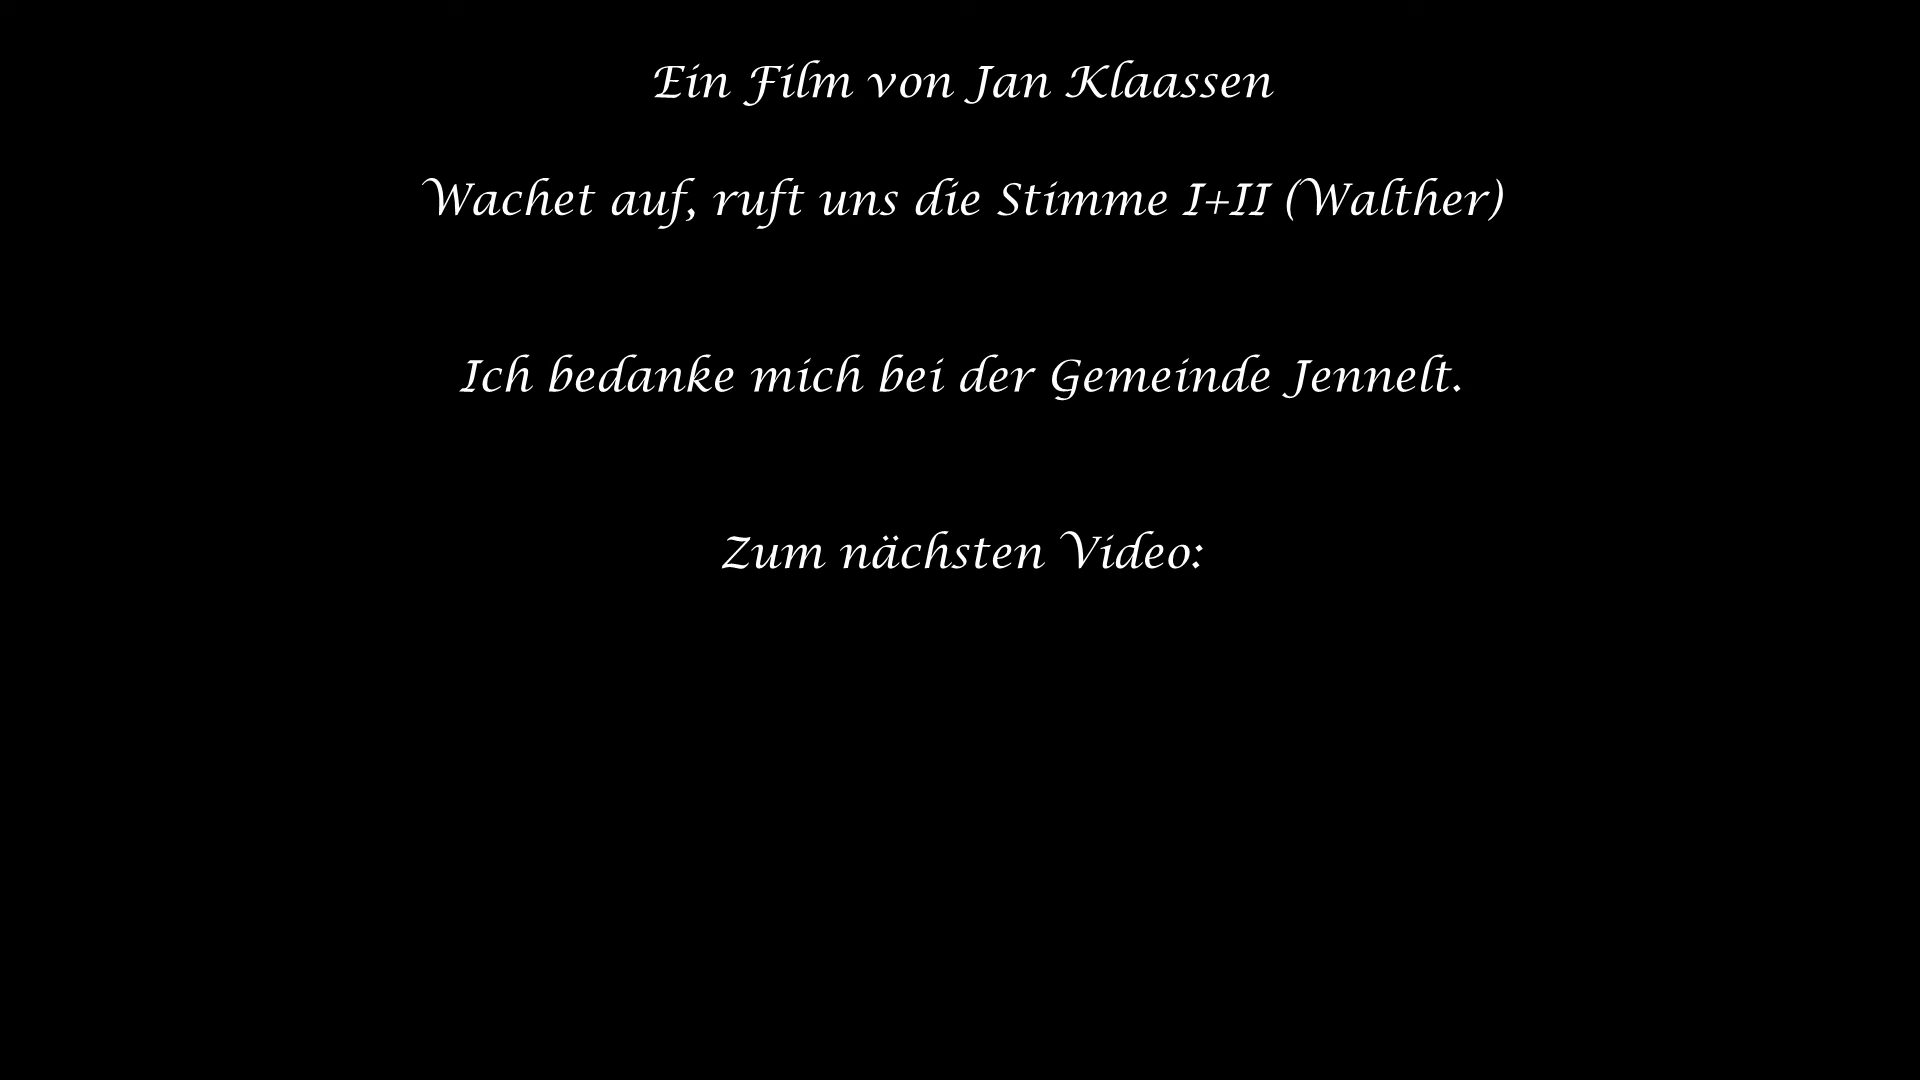 Ein Film von Jan Klaassen
Wachet auf, ruft uns die Stimme I+II (Walther)
Ich bedanke mich bei der Gemeinde Jennelt.
Zum nächsten Video: